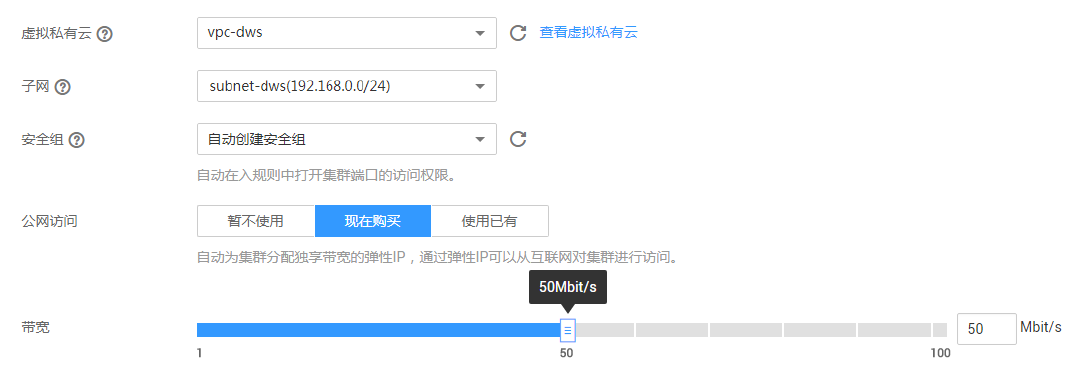 虚拟私有云 ? vpc-dws 查看虚拟私有云
子网 ? subnet-dws(192.168.0.0/24)
安全组 ? 自动创建安全组
自动在入规则中打开集群端口的访问权限。
公网访问 暂不使用 现在购买 使用已有
自动为集群分配独享带宽的弹性IP，通过弹性IP可以从互联网对集群进行访问。
50Mbit/s
带宽 50 Mbit/s
1 50 100